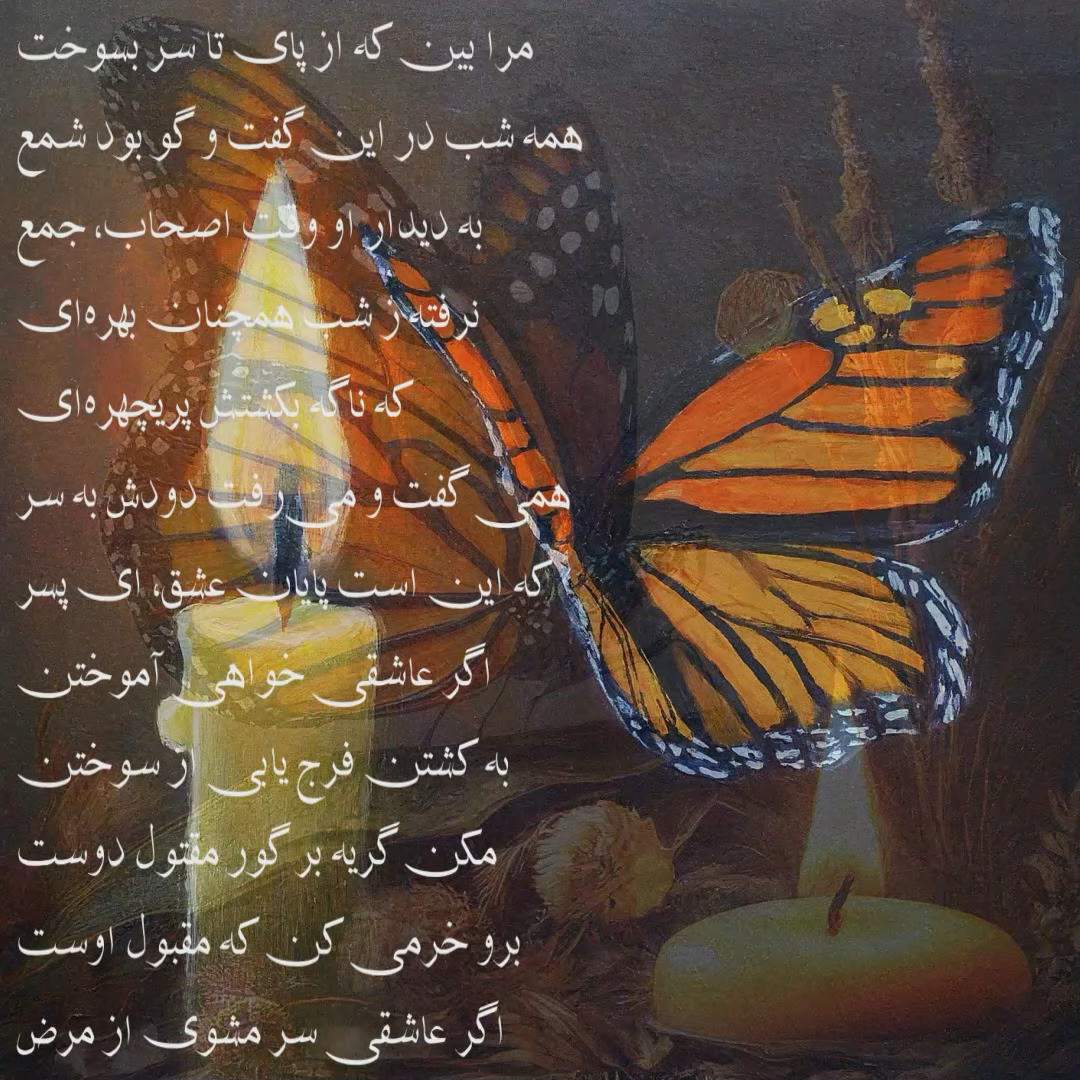 مرا بین که از پای تا سر بسوخت
همه شب در این گفت و گو بود شمع
به دیدار او وقت اصحاب، جمع
نرفته ز شب همچنان بهره‌ای
که ناگه بکشتش پریچهره‌ای
همی گفت و می رفت دودش به سر
که این است پایان عشق، ای پسر
اگر عاشقی خواهی آموختن
به کشتن فرج یابی از سوختن
مکن گریه بر گور مقتول دوست
برو خرمی کن که مقبول اوست
اگر عاشقی سر مشوی از مرض